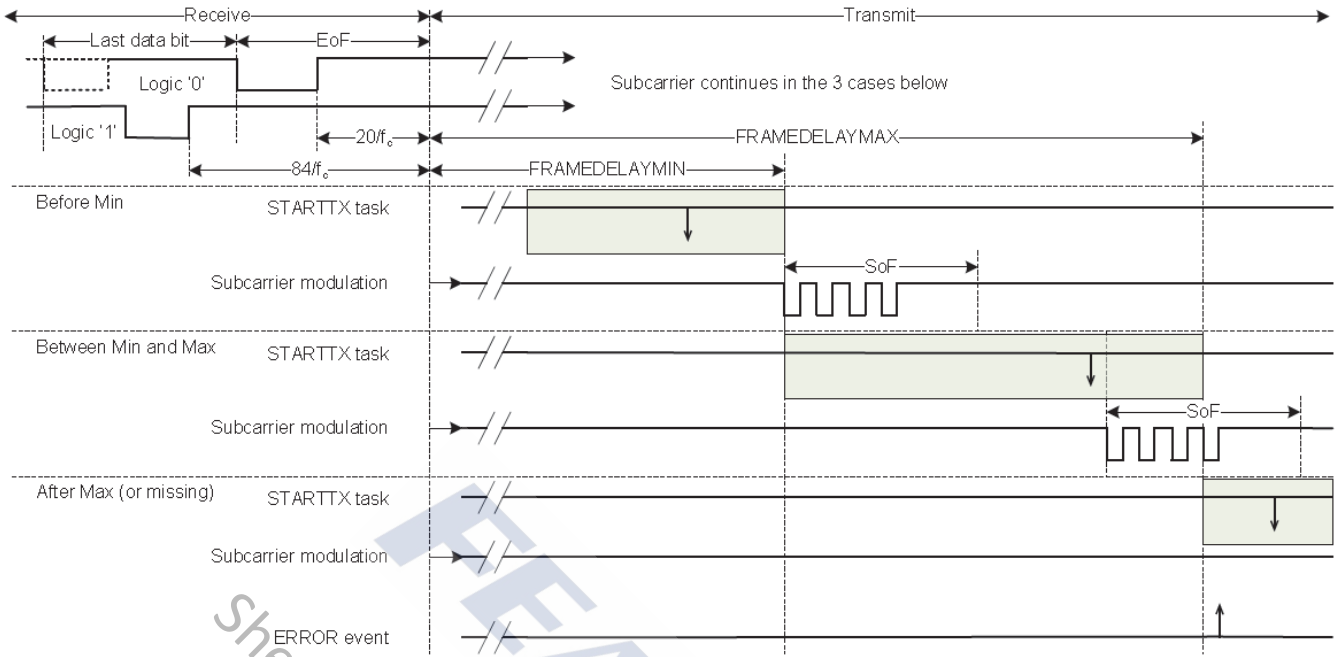 Receive
Transmit
Last data bit
EoF
Logic '0'
Subcarrier continues in the 3 cases below
Logic '1'
20/fc
FRAMEDELAYMAX
84/fc
FRAMEDELAYMIN
Before Min
STARTTX task
SoF
Subcarrier modulation
Between Min and Max
STARTTX task
SoF
Subcarrier modulation
After Max (or missing)
STARTTX task
Subcarrier modulation
ERROR event